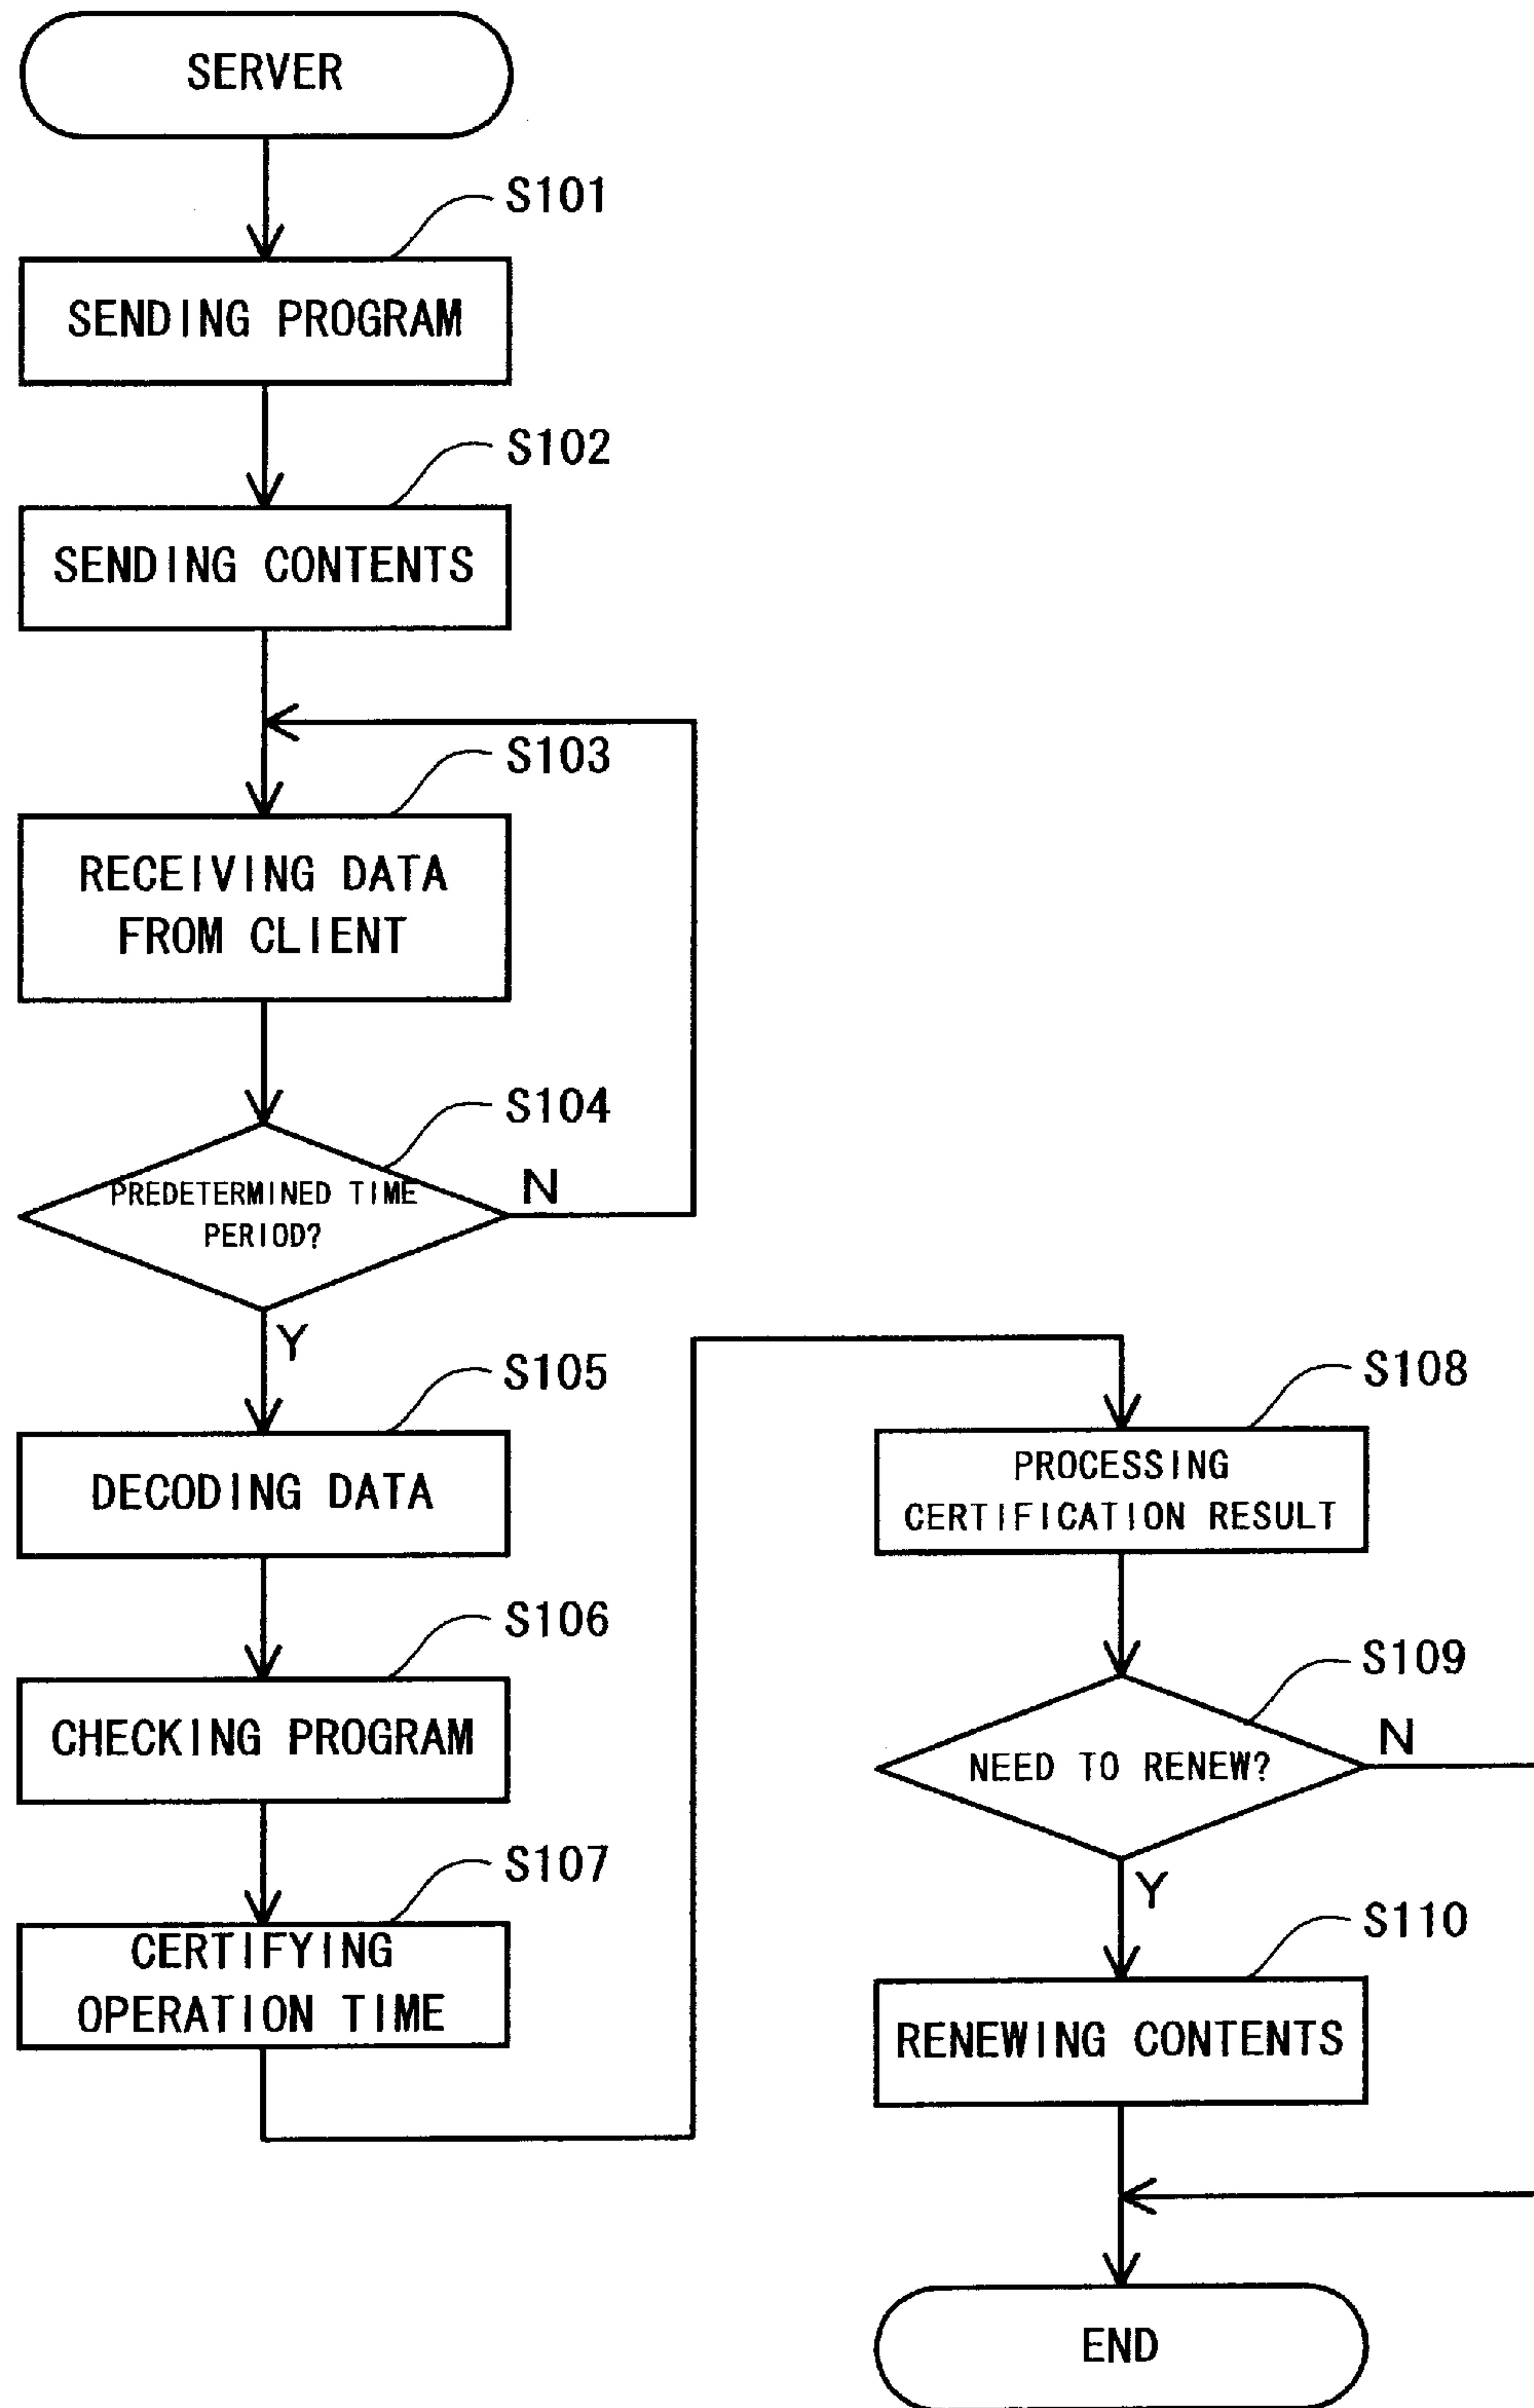 SERVER
S101
SENDING PROGRAM
S102
SENDING CONTENTS
S103
RECEIVING DATA
FROM CLIENT
S104
PREDETERMINED TIME
PERIOD?
N
Y
S105
DECODING DATA
S106
CHECKING PROGRAM
S107
CERTIFYING
OPERATION TIME
S108
PROCESSING
CERTIFICATION RESULT
S109
NEED TO RENEW?
N
Y
S110
RENEWING CONTENTS
END